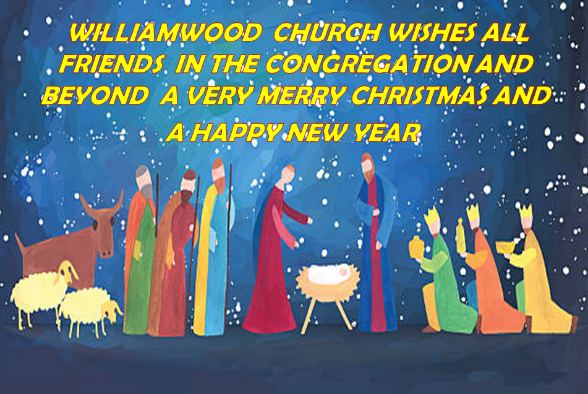 WILLIAMWOOD CHURCH WISHES ALL
FRIENDS IN THE CONGREGATION AND
BEYOND A VERY MERRY CHRISTMAS AND
A HAPPY NEW YEAR